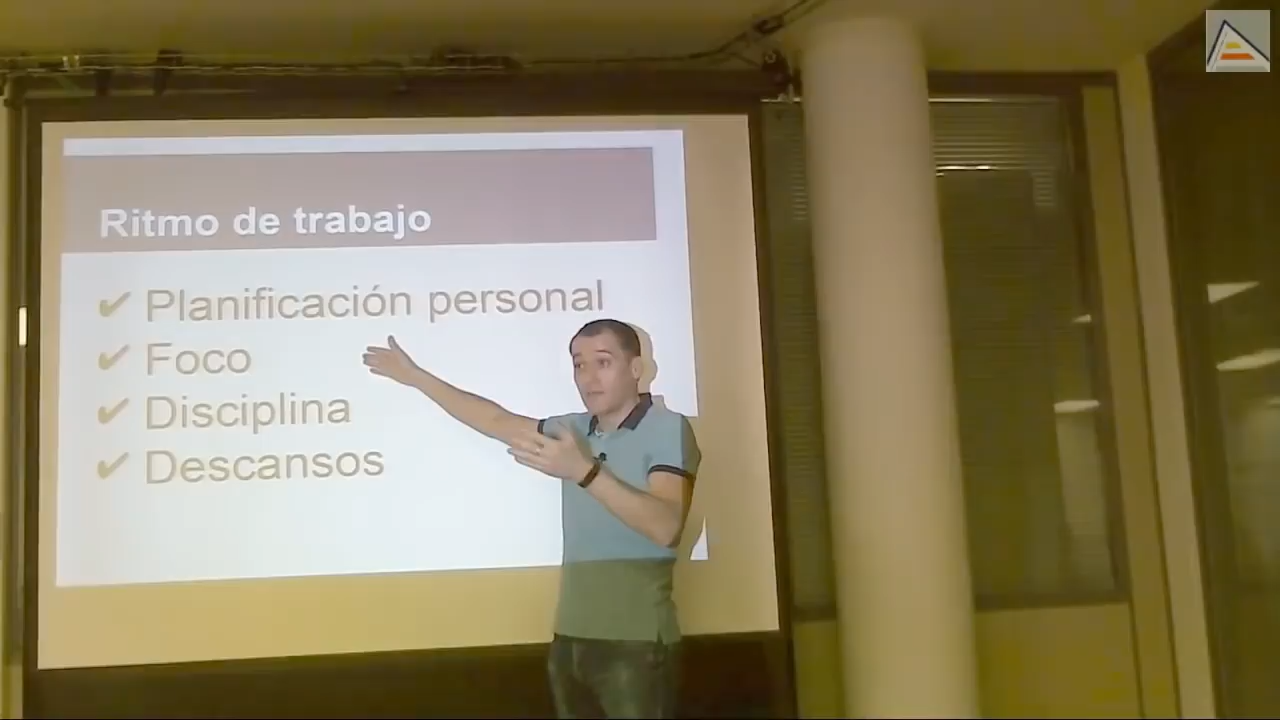 Ritmo de trabajo
✔ Planificación personal
✔ Foco
✔ Disciplina
✔ Descansos